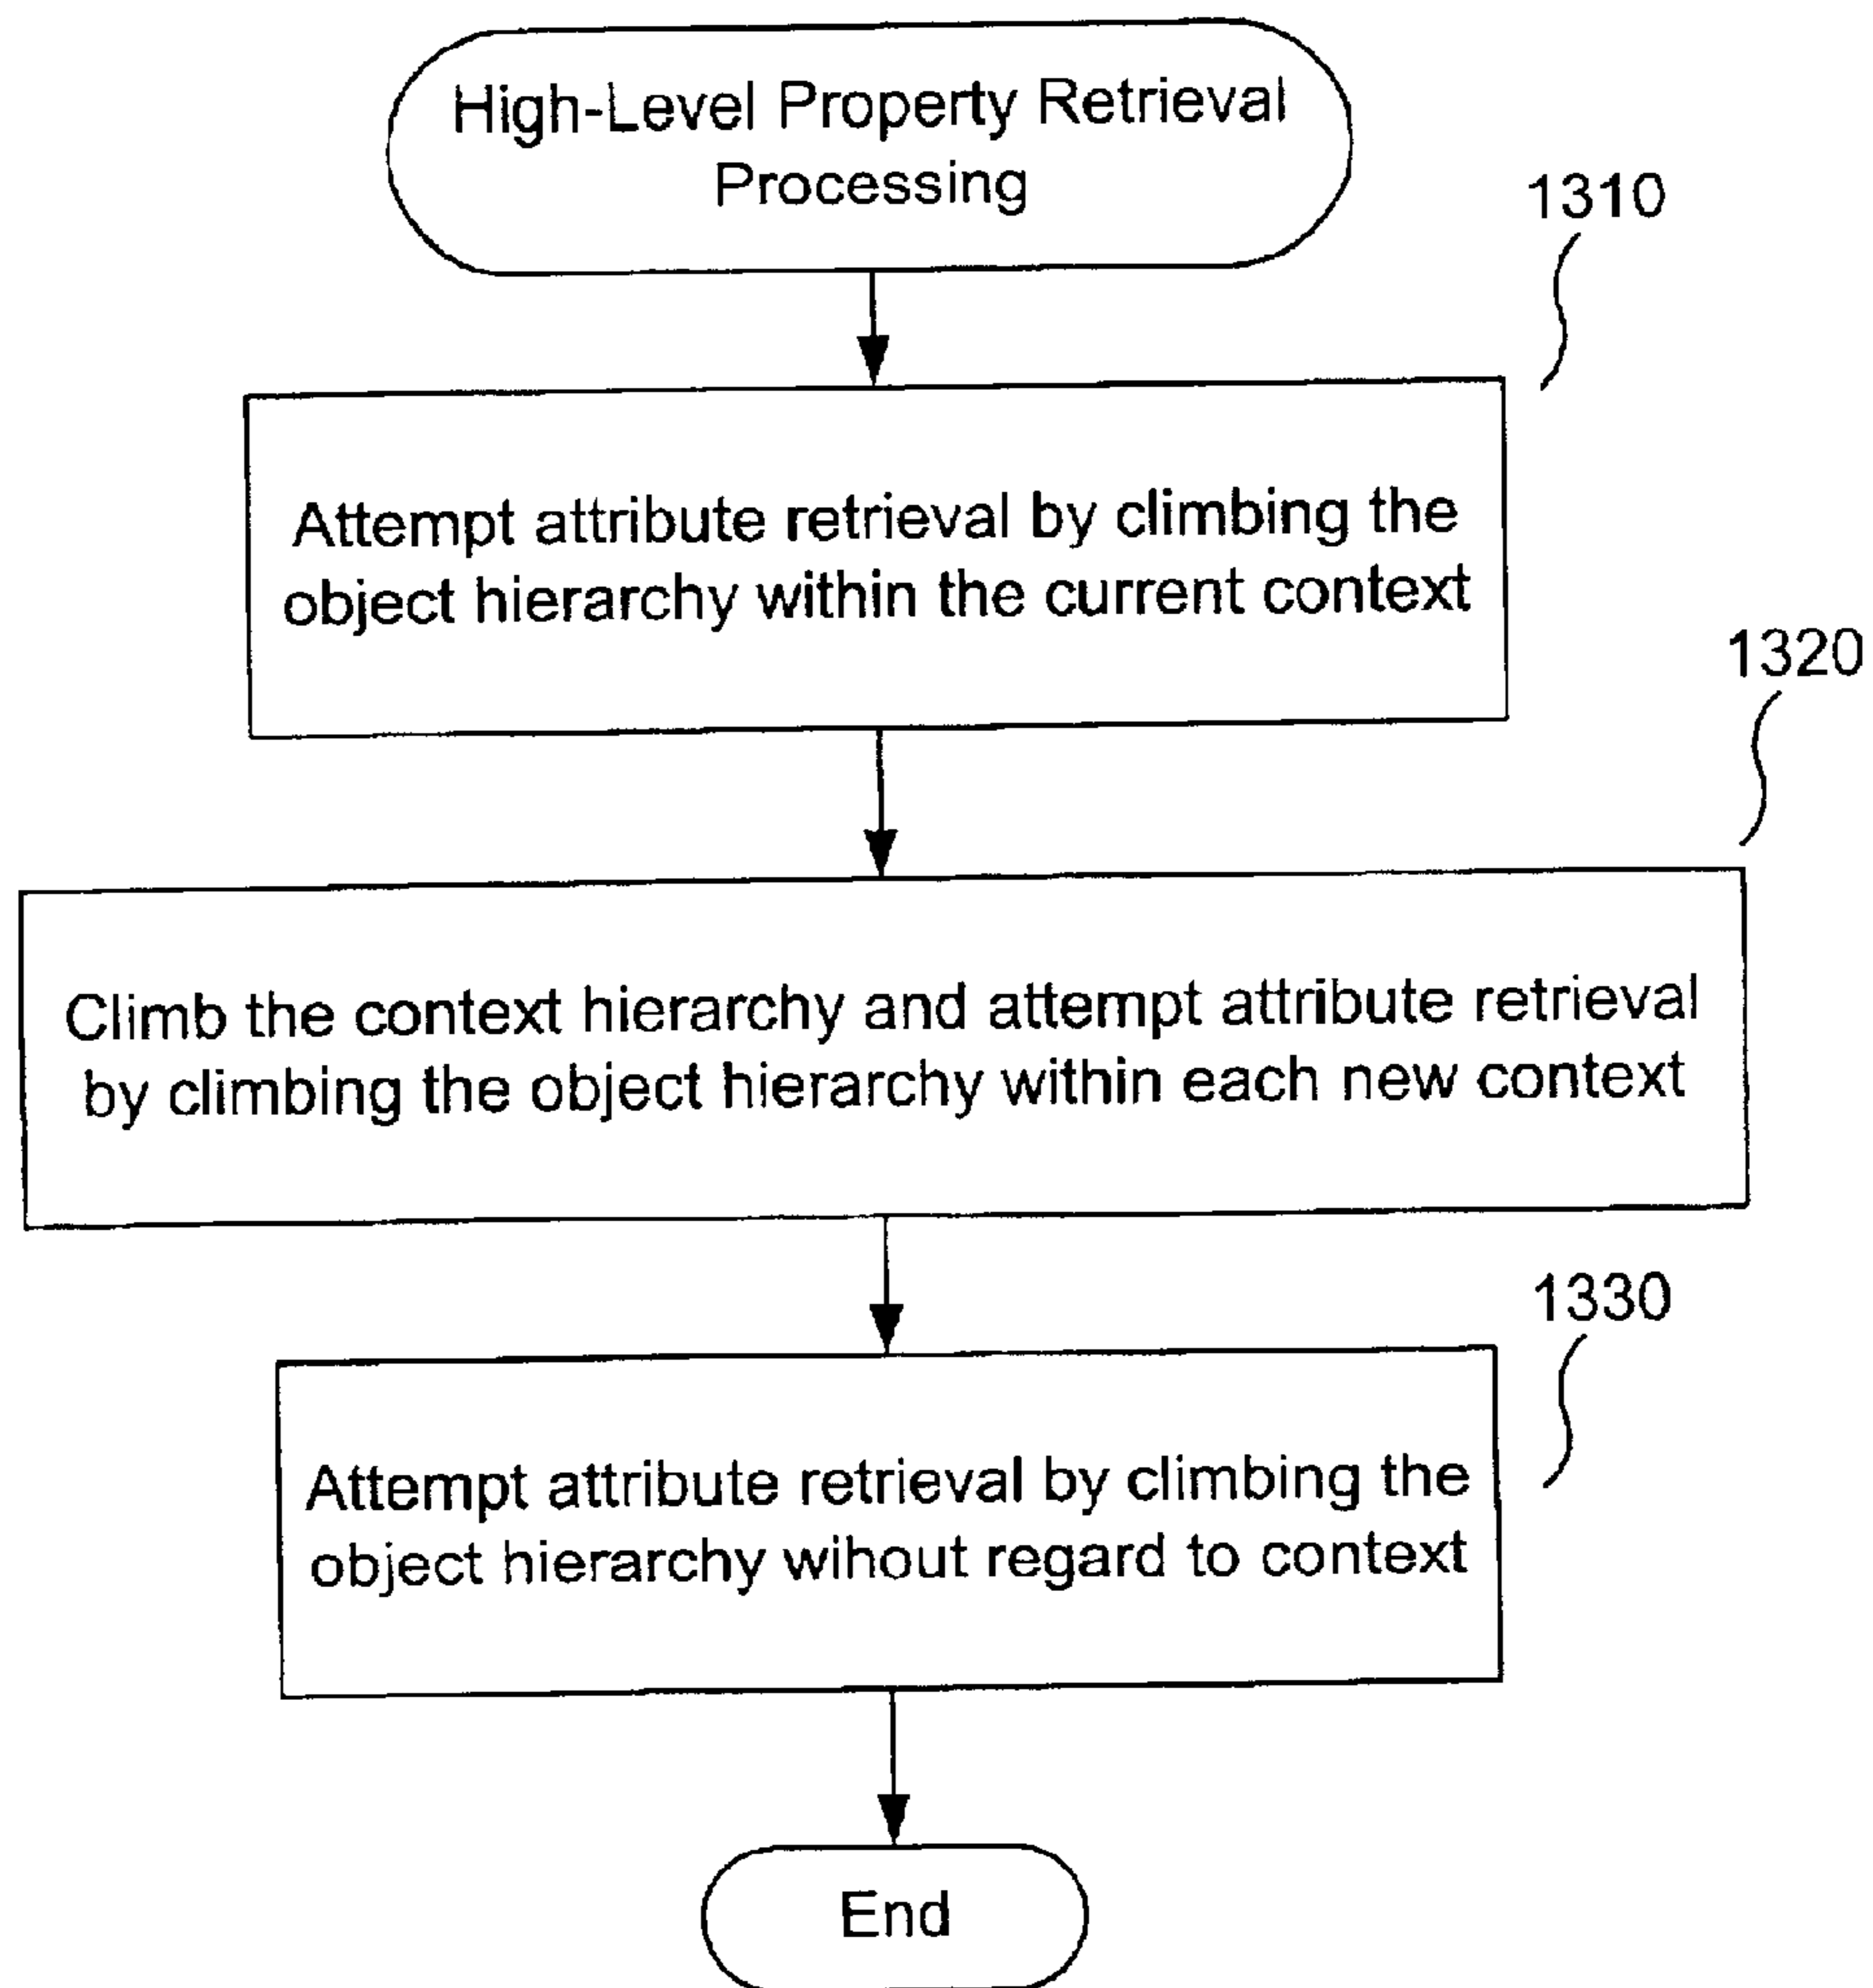 High-Level Property Retrieval
Processing
1310
Attempt attribute retrieval by climbing the
object hierarchy within the current context
1320
Climb the context hierarchy and attempt attribute retrieval
by climbing the object hierarchy within each new context
1330
Attempt attribute retrieval by climbing the
object hierarchy wihout regard to context
End